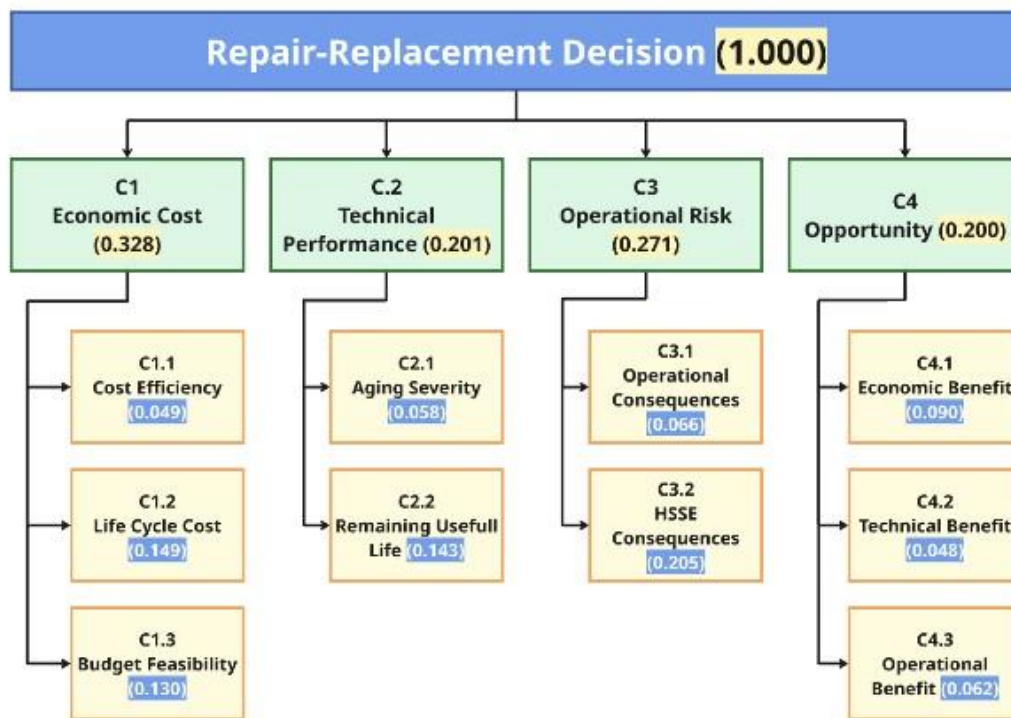 Repair-Replacement Decision (1.000)
C1
Economic Cost
(0.328)
C.2
Technical
Performance (0.201)
C3
Operational Risk
(0.271)
C4
Opportunity (0.200)
C1.1
Cost Efficiency
(0.049)
C2.1
Aging Severity
(0.058)
C3.1
Operational
Consequences
(0.066)
C4.1
Economic Benefit
(0.090)
C1.2
Life Cycle Cost
(0.149)
C2.2
Remaining Usefull
Life (0.143)
C3.2
HSSE
Consequences
(0.205)
C4.2
Technical Benefit
(0.048)
C1.3
Budget Feasibility
(0.130)
C4.3
Operational
Benefit (0.062)